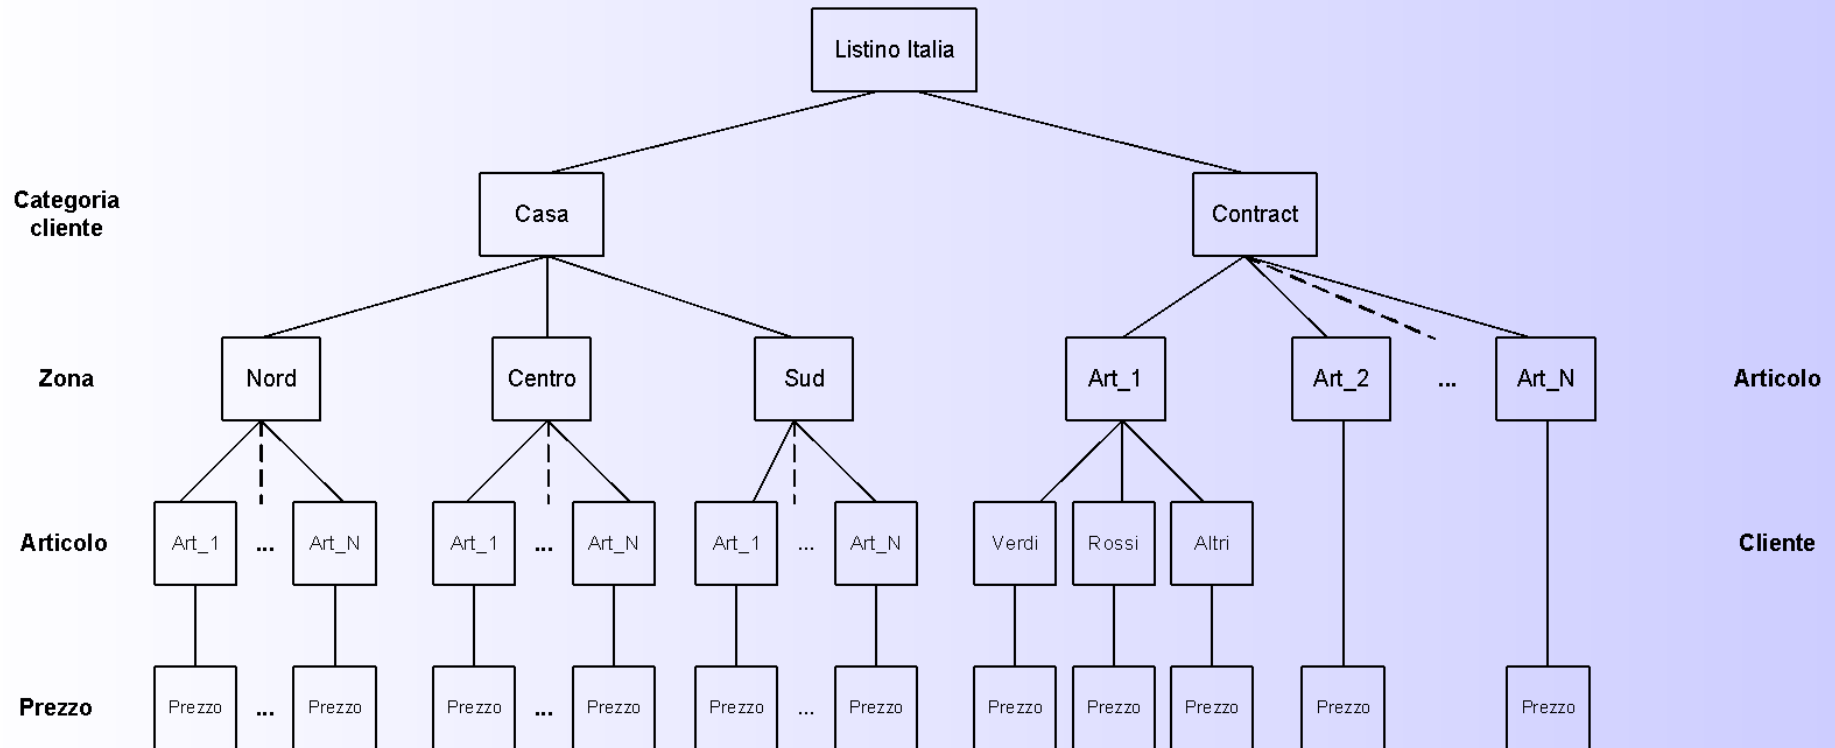 Listino Italia
Categoria
cliente
Casa
Contract
Zona
Nord
Centro
Sud
Art_1
Art_2
...
Art_N
Articolo
Articolo
Art_1
...
Art_N
Art_1
...
Art_N
Art_1
...
Art_N
Verdi
Rossi
Altri
Cliente
Prezzo
Prezzo
...
Prezzo
Prezzo
...
Prezzo
Prezzo
...
Prezzo
Prezzo
Prezzo
Prezzo
Prezzo
Prezzo